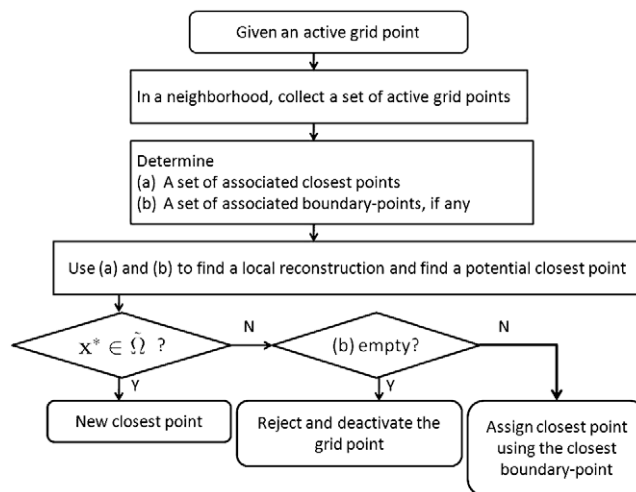 Given an active grid point
In a neighborhood, collect a set of active grid points
Determine
(a) A set of associated closest points
(b) A set of associated boundary-points, if any
Use (a) and (b) to find a local reconstruction and find a potential closest point
x* ∈ Ω̃ ?
N
(b) empty?
N
Y
Y
New closest point
Reject and deactivate the
grid point
Assign closest point
using the closest
boundary-point